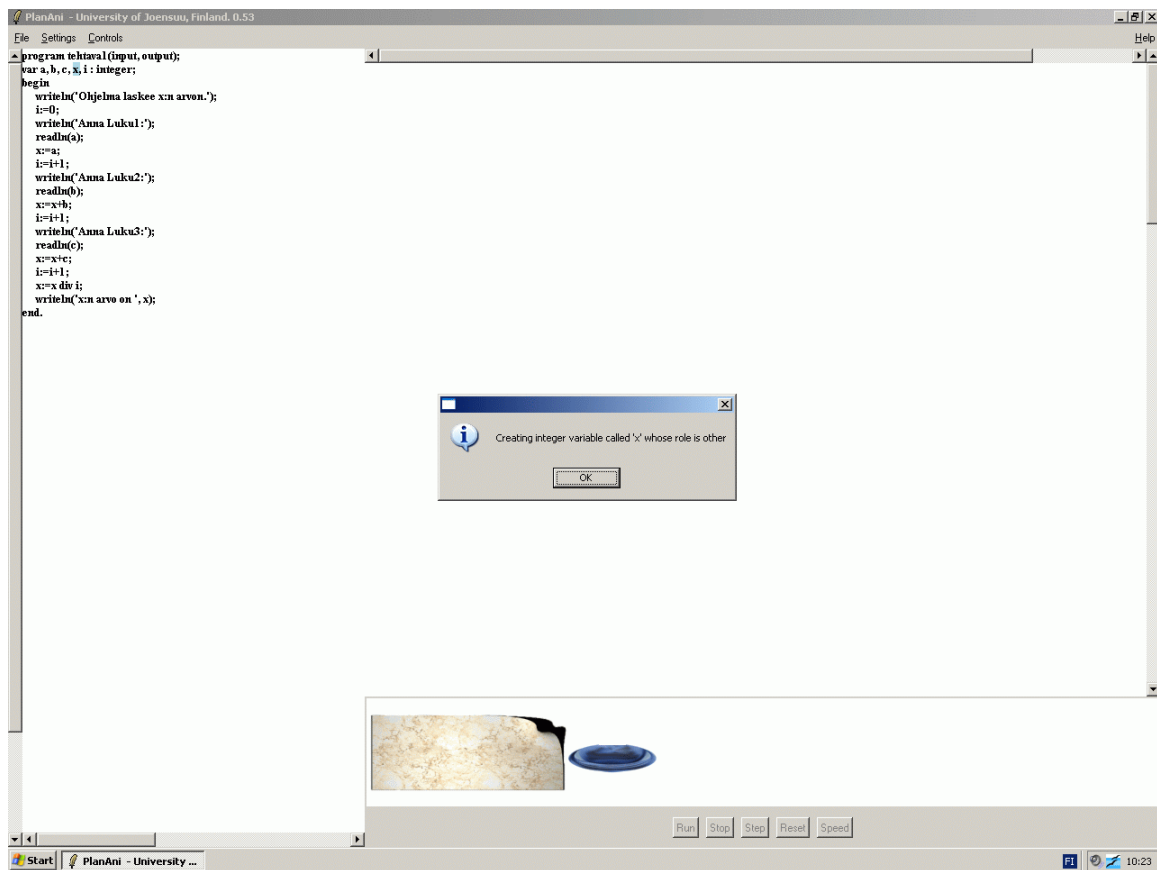 PlanAni - University of Joensuu, Finland. 0.53
File Settings Controls Help
program tehtava1(input, output);
var a, b, c, x, i : integer;
begin
writeln('Ohjelma laskee x:n arvon.');
i:=0;
writeln('Anna Luku1:');
readln(a);
x:=a;
i:=i+1;
writeln('Anna Luku2:');
readln(b);
x:=x+b;
i:=i+1;
writeln('Anna Luku3:');
readln(c);
x:=x+c;
i:=i+1;
x:=x div i;
writeln('x:n arvo on ', x);
end.
Creating integer variable called 'x' whose role is other
OK
Run Stop Step Reset Speed
Start PlanAni - University ... FI 10:23